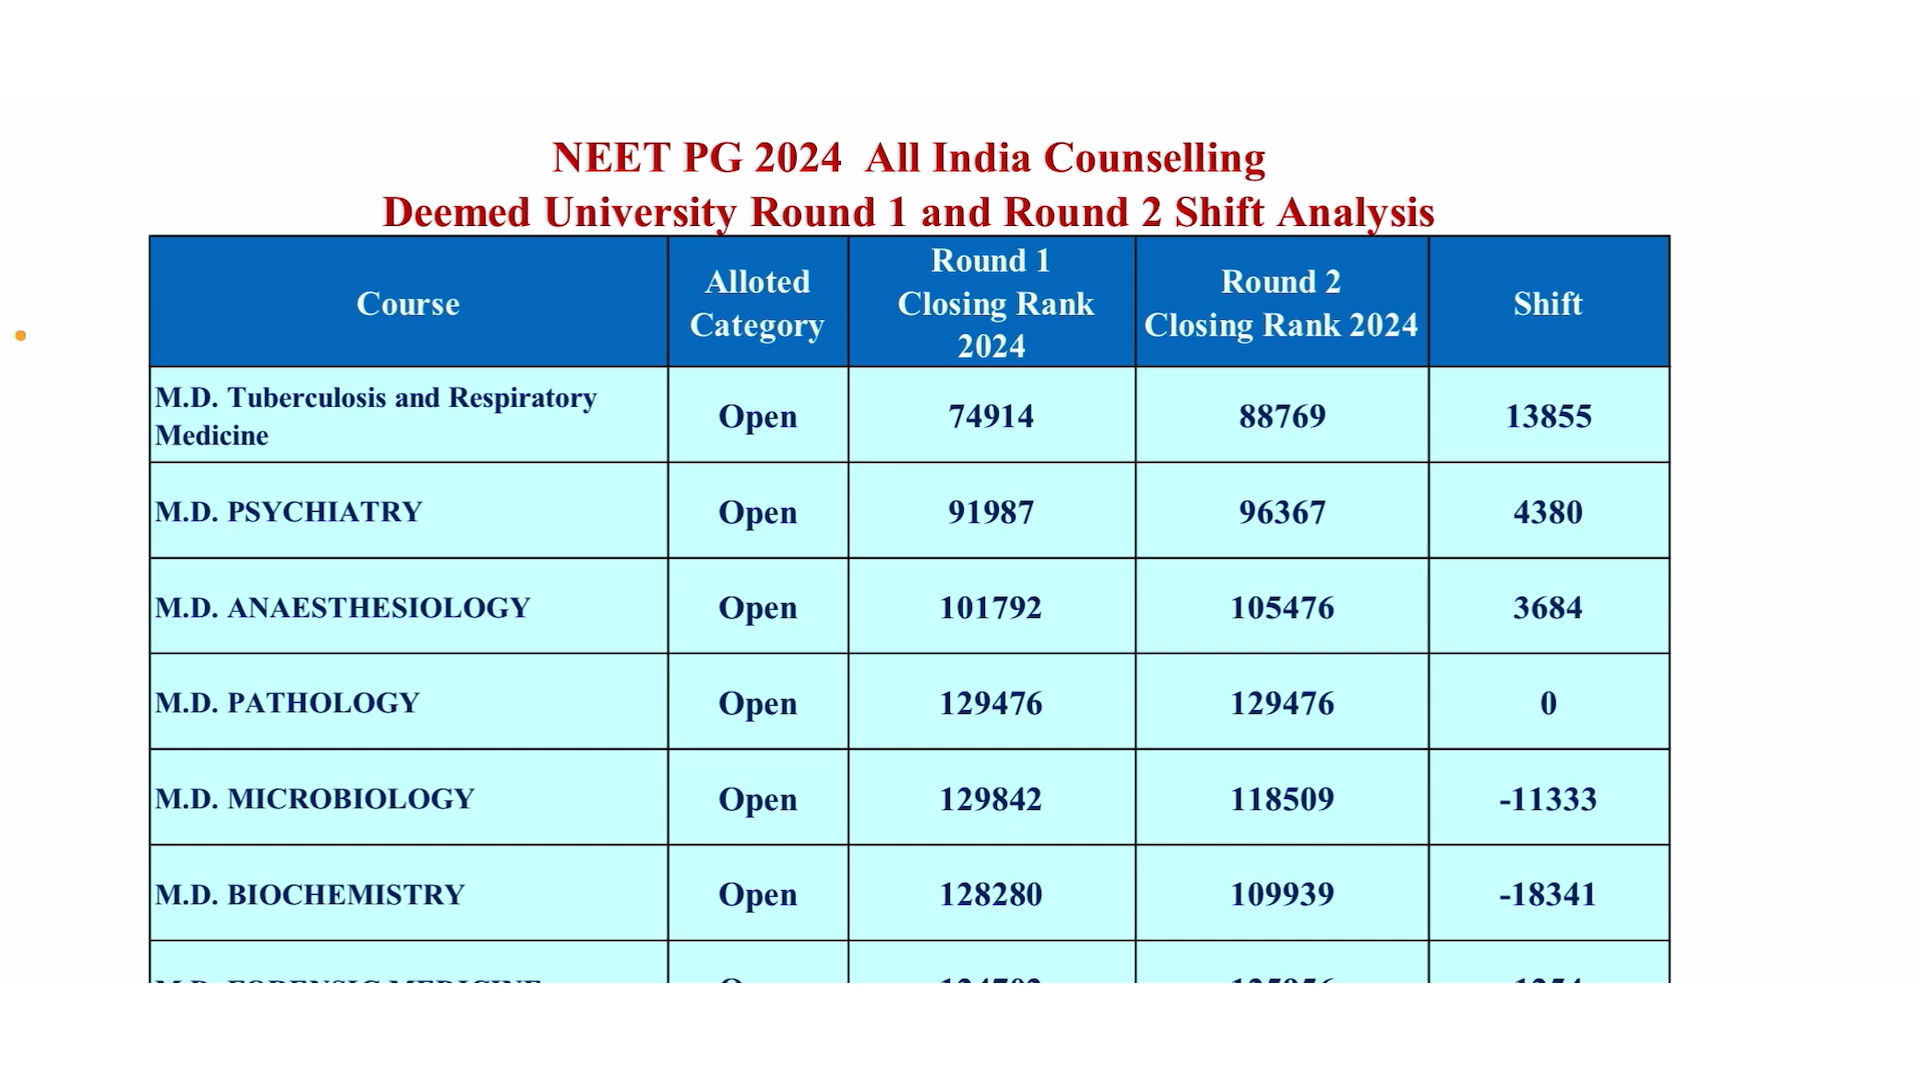 NEET PG 2024 All India Counselling
Deemed University Round 1 and Round 2 Shift Analysis
Course
Alloted
Category
Round 1
Closing Rank
2024
Round 2
Closing Rank 2024
Shift
M.D. Tuberculosis and Respiratory
Medicine
Open
74914
88769
13855
M.D. PSYCHIATRY
Open
91987
96367
4380
M.D. ANAESTHESIOLOGY
Open
101792
105476
3684
M.D. PATHOLOGY
Open
129476
129476
0
M.D. MICROBIOLOGY
Open
129842
118509
-11333
M.D. BIOCHEMISTRY
Open
128280
109939
-18341
M.D. FORENSIC MEDICINE
Open